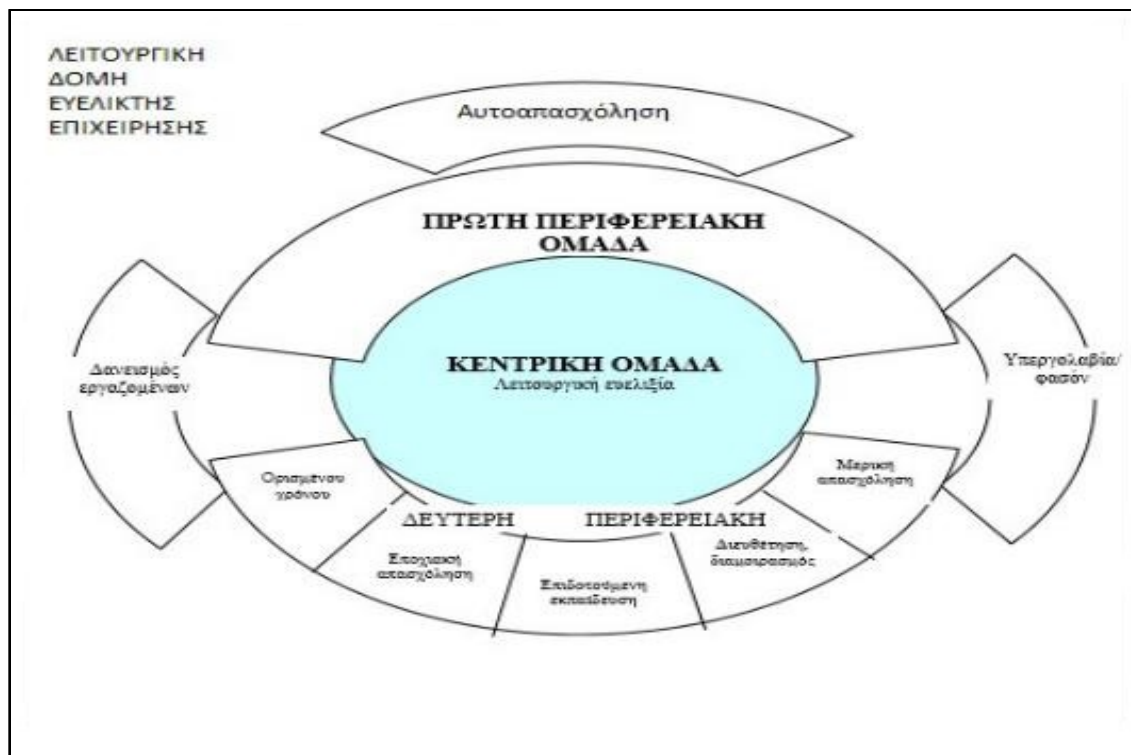 ΛΕΙΤΟΥΡΓΙΚΗ
ΔΟΜΗ
ΕΥΕΛΙΚΤΗΣ
ΕΠΙΧΕΙΡΗΣΗΣ
Αυτοαπασχόληση
ΠΡΩΤΗ ΠΕΡΙΦΕΡΕΙΑΚΗ
ΟΜΑΔΑ
Δανεισμός
εργαζομένων
ΚΕΝΤΡΙΚΗ ΟΜΑΔΑ
Λειτουργική ευελιξία
Υπεργολαβία/
φασόν
Ορισμένου
χρόνου
Μερική
απασχόληση
ΔΕΥΤΕΡΗ ΠΕΡΙΦΕΡΕΙΑΚΗ
Εποχιακή
απασχόληση
Επιδοτούμενη
εκπαίδευση
Διευθέτηση,
διαμοιρασμός